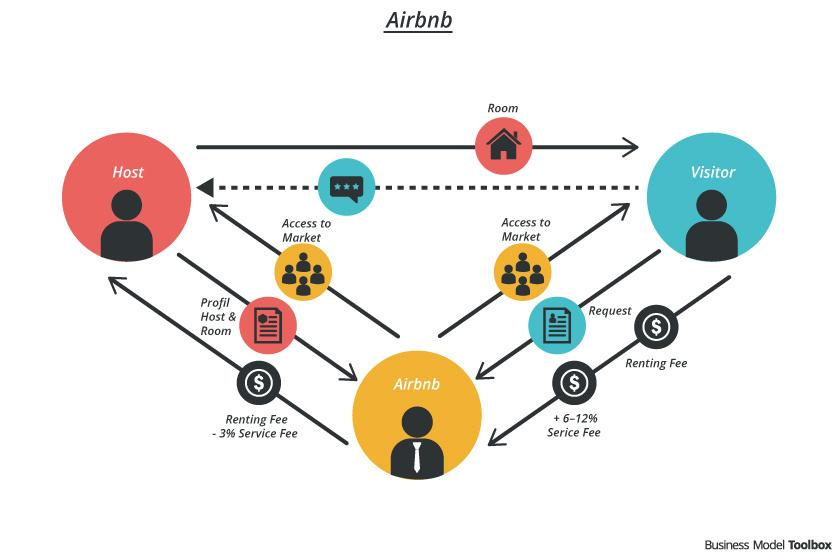 Airbnb
Room
Host
Visitor
Access to
Market
Access to
Market
Profil
Host &
Room
Request
Renting Fee
Airbnb
Renting Fee
- 3% Service Fee
+ 6–12%
Serice Fee
Business Model Toolbox